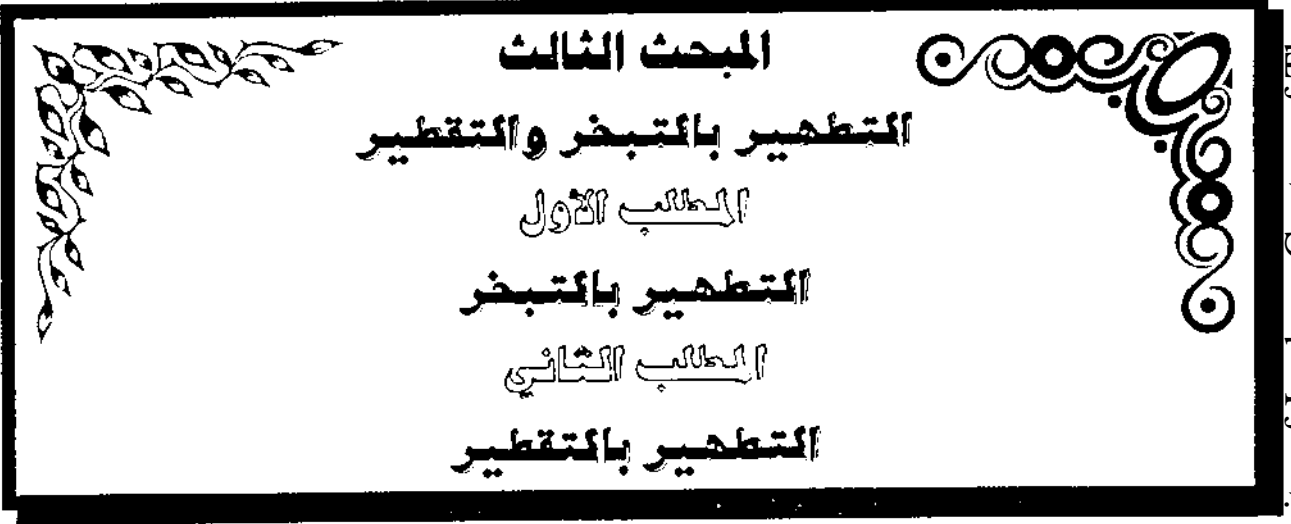 المبحث الثالث
التطهير بالتبخر والتقطير
المطلب الأول
التطهير بالتبخر
المطلب الثاني
التطهير بالتقطير